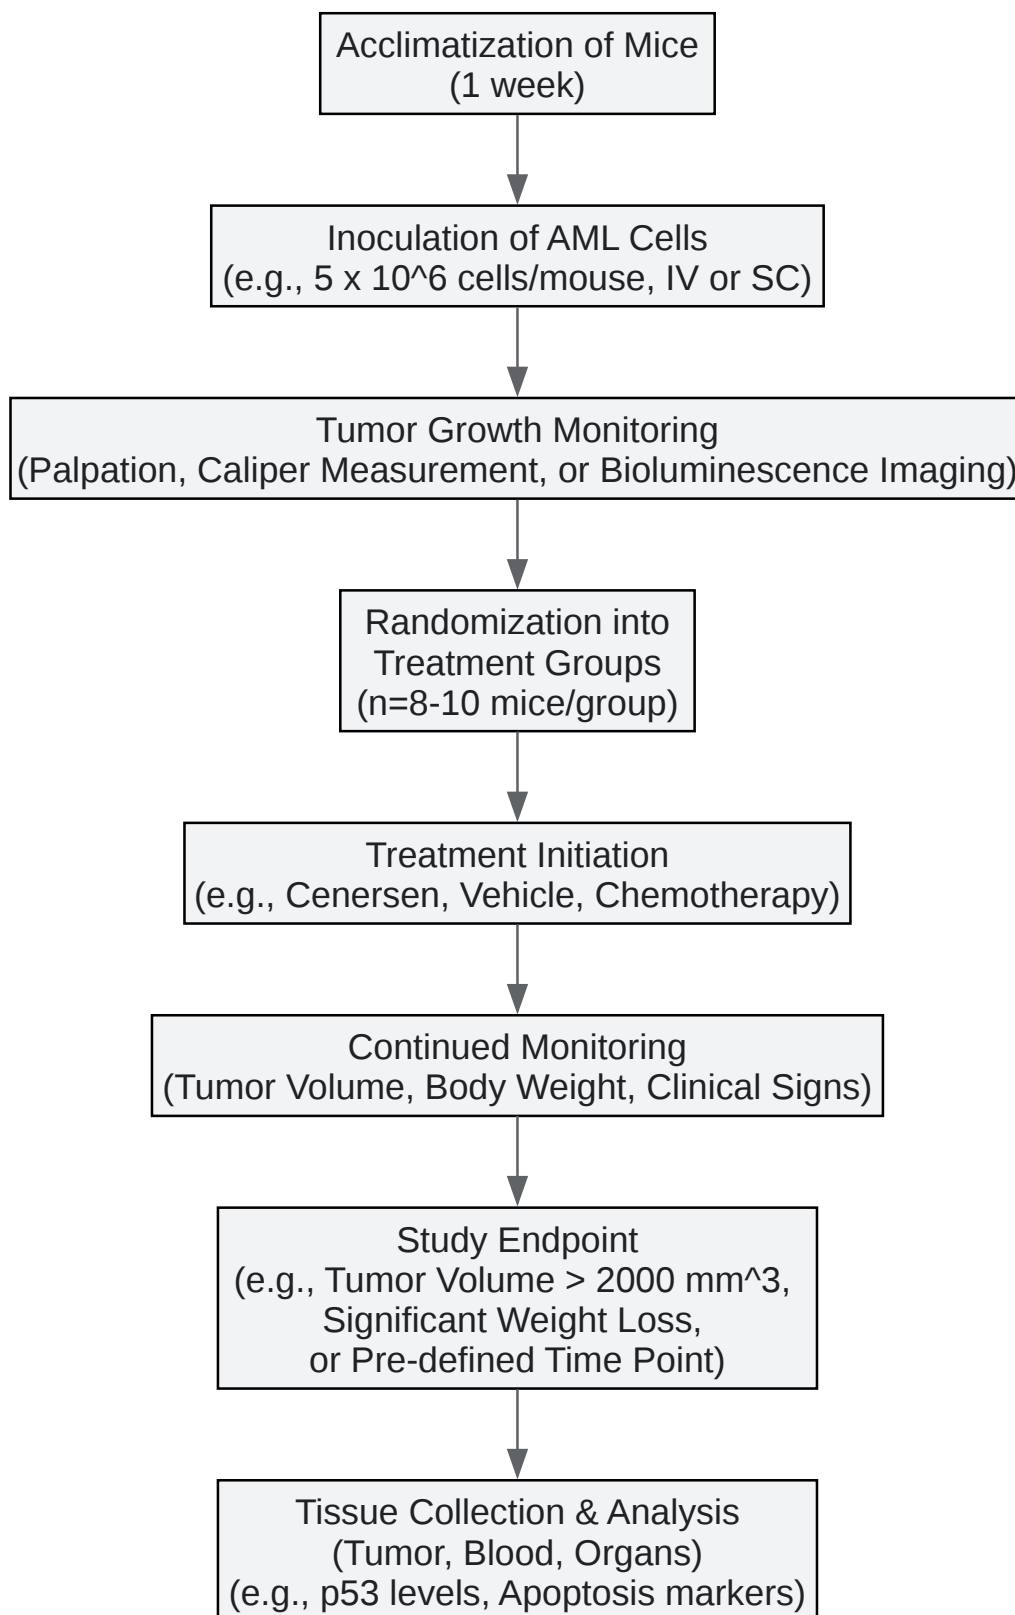 Acclimatization of Mice
(1 week)
Inoculation of AML Cells
(e.g., 5 x 10^6 cells/mouse, IV or SC)
Tumor Growth Monitoring
(Palpation, Caliper Measurement, or Bioluminescence Imaging)
Randomization into
Treatment Groups
(n=8-10 mice/group)
Treatment Initiation
(e.g., Cenersen, Vehicle, Chemotherapy)
Continued Monitoring
(Tumor Volume, Body Weight, Clinical Signs)
Study Endpoint
(e.g., Tumor Volume > 2000 mm^3,
Significant Weight Loss,
or Pre-defined Time Point)
Tissue Collection & Analysis
(Tumor, Blood, Organs)
(e.g., p53 levels, Apoptosis markers)